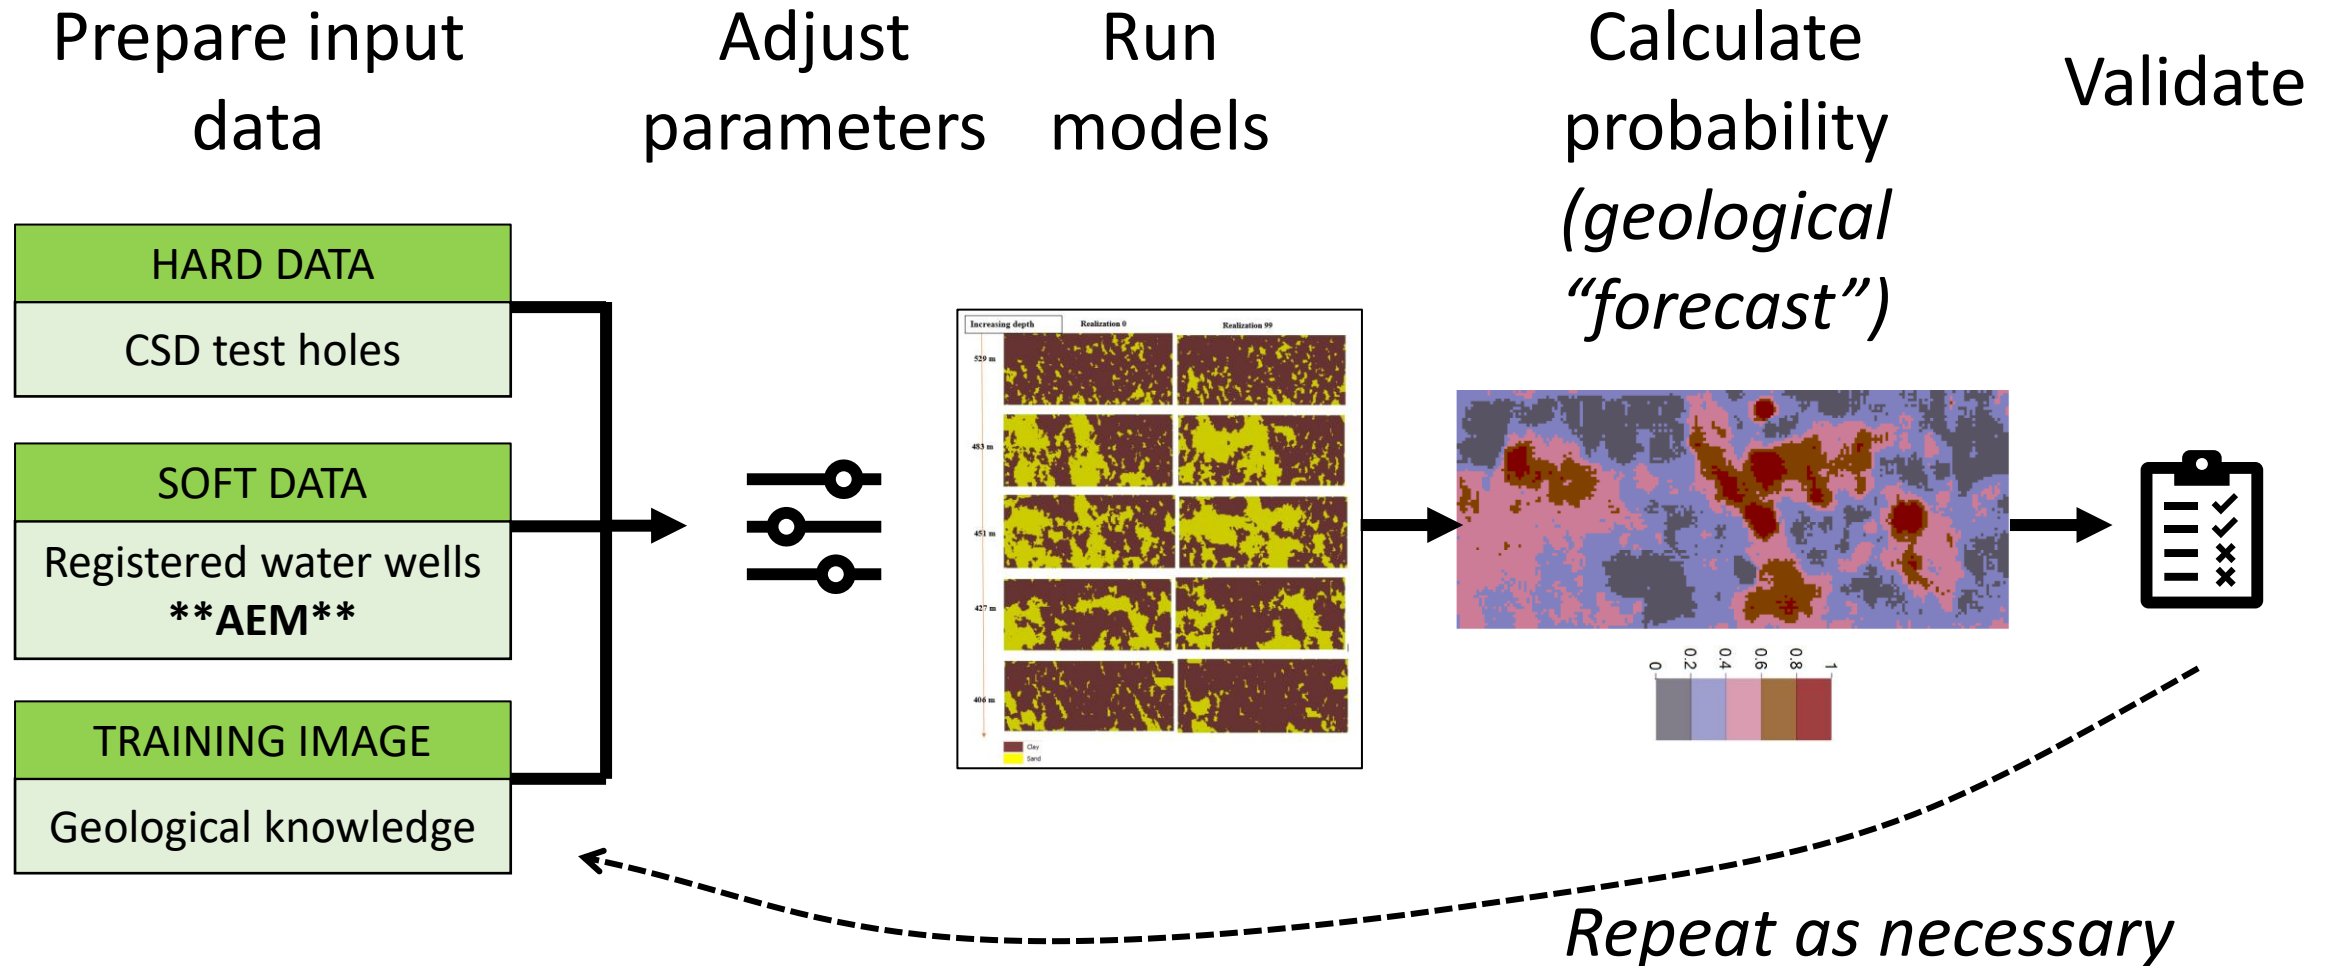 Prepare input
data
Adjust
parameters
Run
models
Calculate
probability
(geological
“forecast”)
Validate
HARD DATA
CSD test holes
SOFT DATA
Registered water wells
**AEM**
TRAINING IMAGE
Geological knowledge
Increasing depth
Realization 0
Realization 99
529 m
483 m
451 m
427 m
406 m
Clay
Sand
0
0.2
0.4
0.6
0.8
1
Repeat as necessary